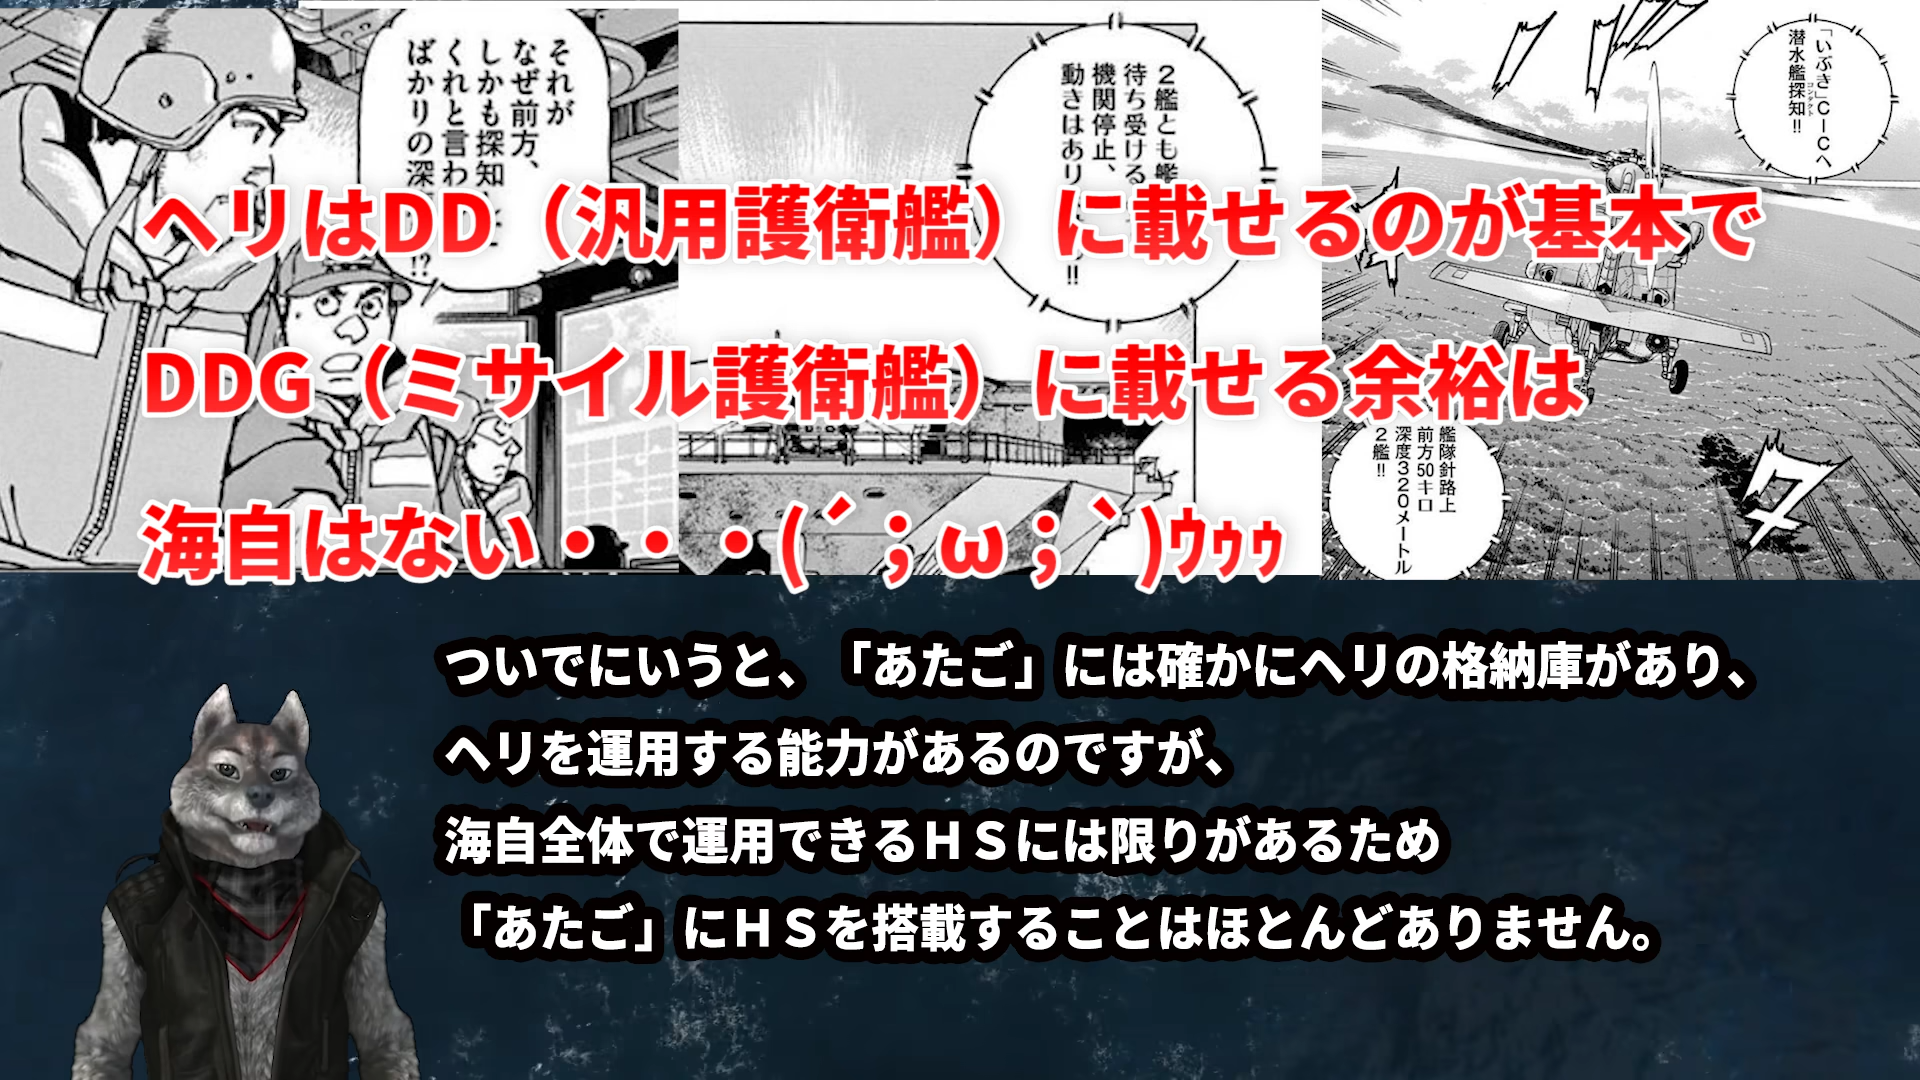 それが
なぜ前方、
しかも探知
くれと言わ
ばかりの深
!?
２艦とも艦
待ち受ける
機関停止、
動きはあり
!!
「いぶき」ＣＩＣへ
潜水艦探知!!
コンタクト
艦隊針路上
前方50キロ
深度３２０メートル
２艦!!
ワ
ヘリはDD（汎用護衛艦）に載せるのが基本で
DDG（ミサイル護衛艦）に載せる余裕は
海自はない・・・(´；ω；`)ｳｩｩ
ついでにいうと、「あたご」には確かにヘリの格納庫があり、
ヘリを運用する能力があるのですが、
海自全体で運用できるＨＳには限りがあるため
「あたご」にＨＳを搭載することはほとんどありません。